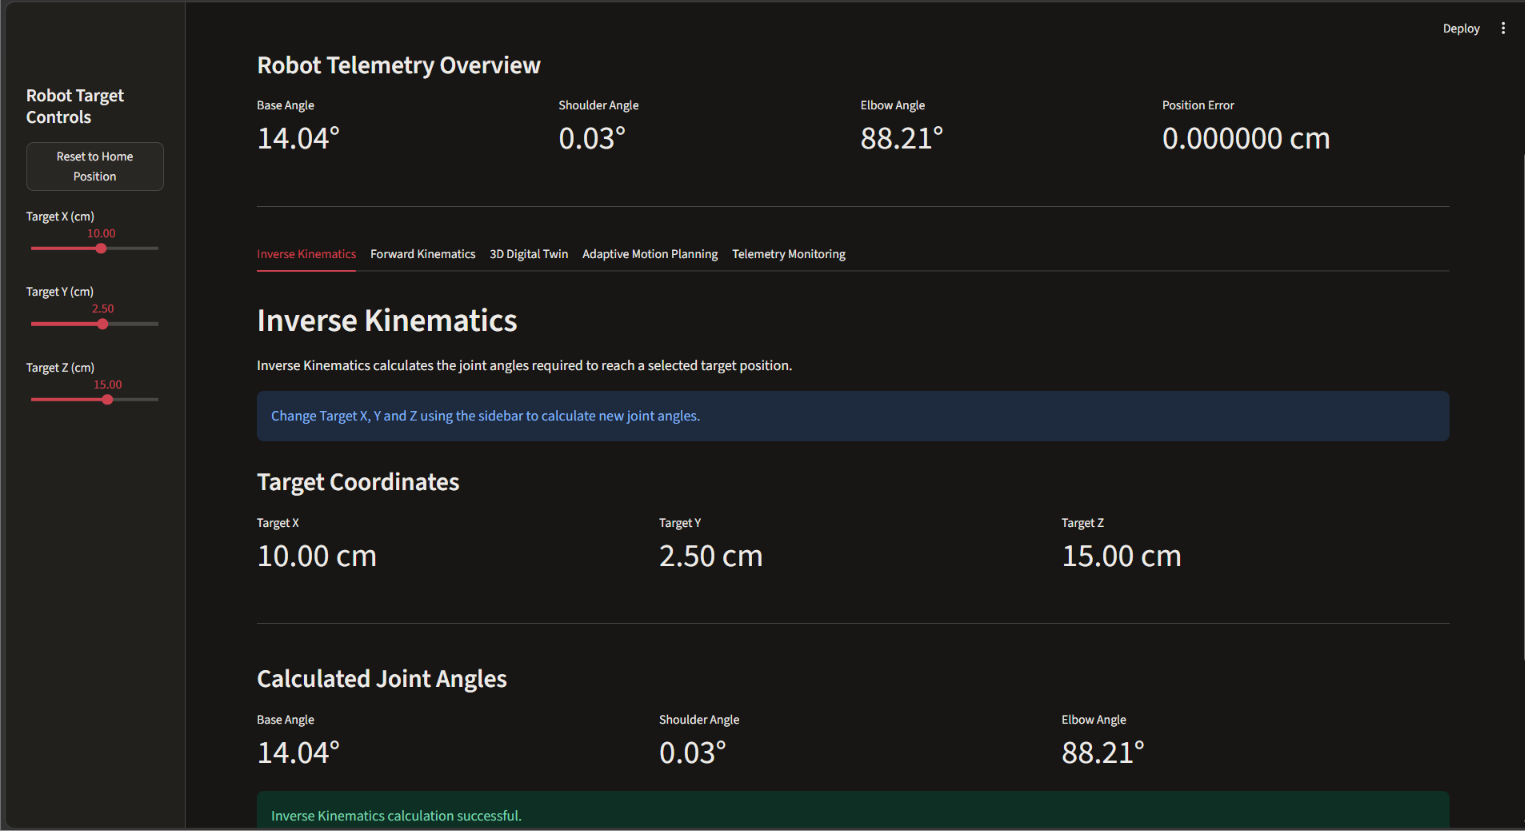 Deploy
Robot Target
Controls
Reset to Home
Position
Target X (cm)
10.00
Target Y (cm)
2.50
Target Z (cm)
15.00
Robot Telemetry Overview
Base Angle
14.04°
Shoulder Angle
0.03°
Elbow Angle
88.21°
Position Error
0.000000 cm
Inverse Kinematics
Forward Kinematics
3D Digital Twin
Adaptive Motion Planning
Telemetry Monitoring
Inverse Kinematics
Inverse Kinematics calculates the joint angles required to reach a selected target position.
Change Target X, Y and Z using the sidebar to calculate new joint angles.
Target Coordinates
Target X
10.00 cm
Target Y
2.50 cm
Target Z
15.00 cm
Calculated Joint Angles
Base Angle
14.04°
Shoulder Angle
0.03°
Elbow Angle
88.21°
Inverse Kinematics calculation successful.